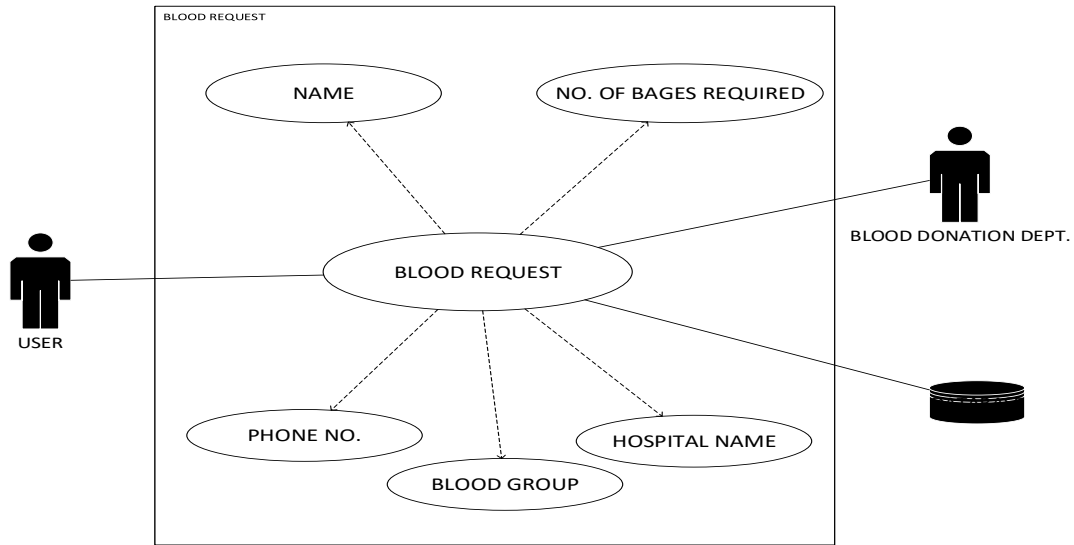 BLOOD REQUEST
NAME
NO. OF BAGES REQUIRED
BLOOD DONATION DEPT.
BLOOD REQUEST
USER
PHONE NO.
HOSPITAL NAME
BLOOD GROUP